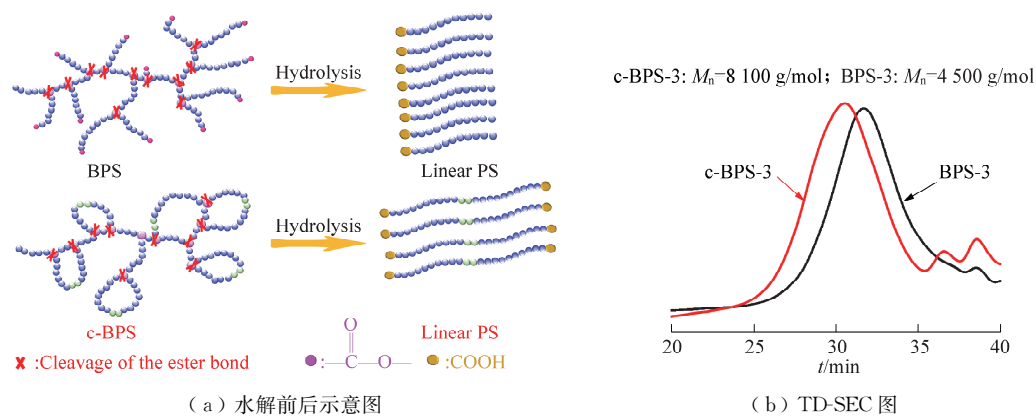 Hydrolysis
BPS
Linear PS
Hydrolysis
c-BPS
Linear PS
✘:Cleavage of the ester bond
:—C—O—
O
:COOH
(a)水解前后示意图
c-BPS-3: Mn=8 100 g/mol; BPS-3: Mn=4 500 g/mol
c-BPS-3
BPS-3
20 25 30 35 40
t/min
(b)TD-SEC 图